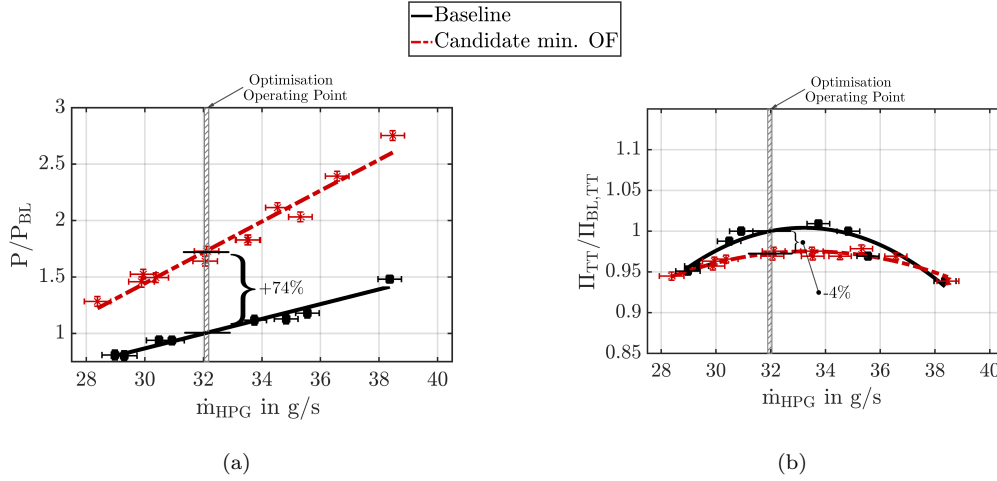 Baseline
Candidate min. OF
Optimisation
Operating Point
3
2.5
2
1.5
1
P/P_BL
+74%
28 30 32 34 36 38 40
ṁ_HPG in g/s
(a)
Optimisation
Operating Point
1.1
1.05
1
0.95
0.9
0.85
Π_TT/Π_BL,TT
-4%
28 30 32 34 36 38 40
ṁ_HPG in g/s
(b)